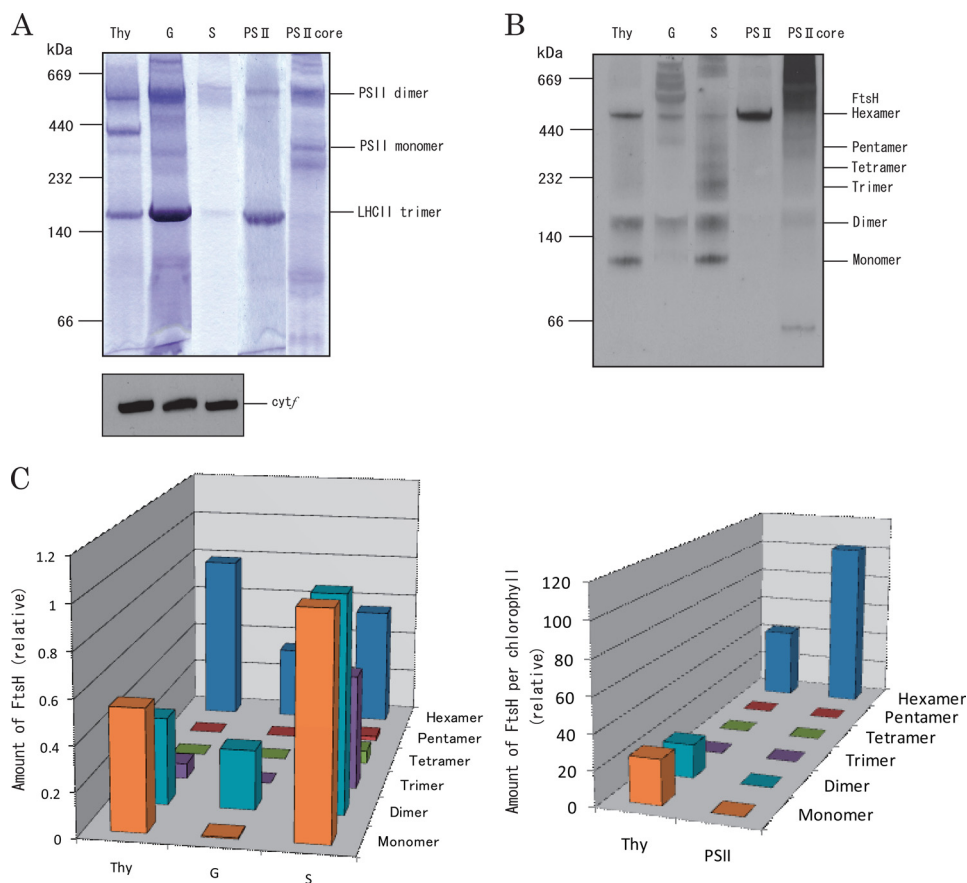 A
Thy G S PSⅡ PSⅡ core
kDa
669
440
232
140
66
PSII dimer
PSII monomer
LHCII trimer
cytf
B
Thy G S PSⅡ PSⅡ core
kDa
669
440
232
140
66
FtsH
Hexamer
Pentamer
Tetramer
Trimer
Dimer
Monomer
C
Amount of FtsH (relative)
1.2
1
0.8
0.6
0.4
0.2
0
Thy G S
Hexamer
Pentamer
Tetramer
Trimer
Dimer
Monomer
Amount of FtsH per chlorophyll
(relative)
120
100
80
60
40
20
0
Thy PSII
Hexamer
Pentamer
Tetramer
Trimer
Dimer
Monomer